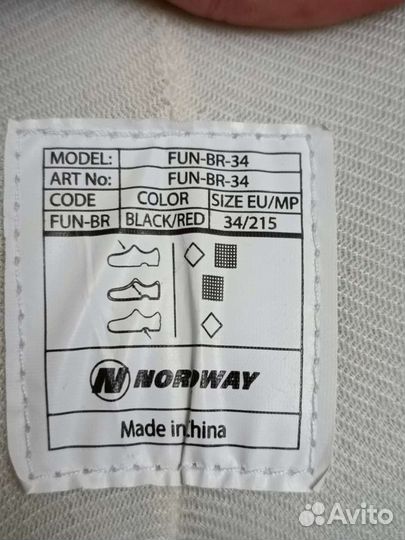 MODEL: FUN-BR-34
ART No: FUN-BR-34
CODE COLOR SIZE EU/MP
FUN-BR BLACK/RED 34/215
N NORDWAY
Made in China
Avito